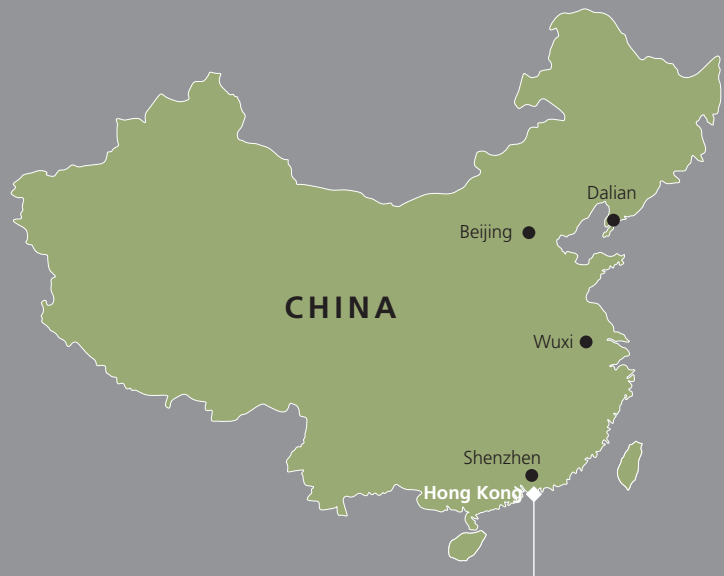 Dalian
Beijing
CHINA
Wuxi
Shenzhen
Hong Kong